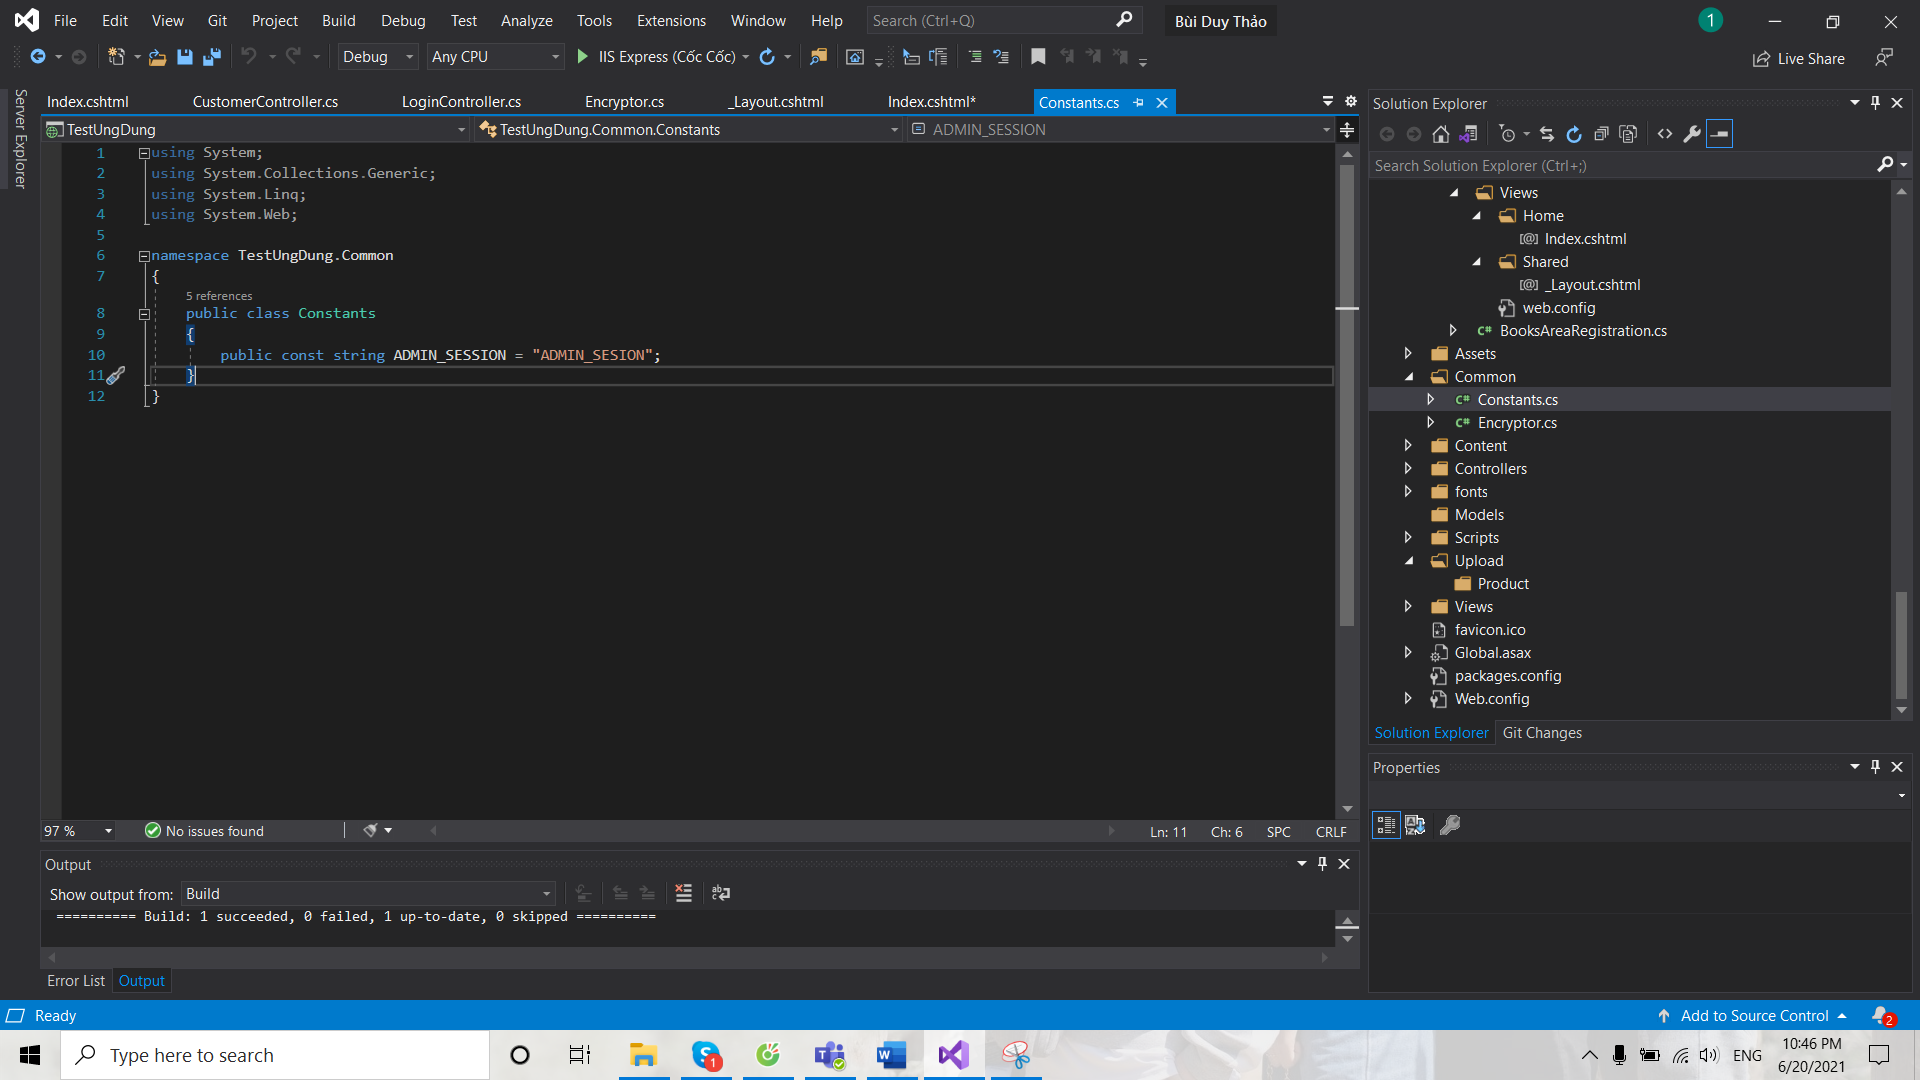 File Edit View Git Project Build Debug Test Analyze Tools Extensions Window Help Search (Ctrl+Q) Bùi Duy Thảo 1
Debug Any CPU IIS Express (Cốc Cốc) Live Share
Server Explorer
Index.cshtml CustomerController.cs LoginController.cs Encryptor.cs _Layout.cshtml Index.cshtml* Constants.cs
TestUngDung TestUngDung.Common.Constants ADMIN_SESSION
1 using System;
2 using System.Collections.Generic;
3 using System.Linq;
4 using System.Web;
5
6 namespace TestUngDung.Common
7 {
5 references
8 public class Constants
9 {
10 public const string ADMIN_SESSION = "ADMIN_SESION";
11 }
12 }
97 % No issues found Ln: 11 Ch: 6 SPC CRLF
Output
Show output from: Build
========== Build: 1 succeeded, 0 failed, 1 up-to-date, 0 skipped ==========
Error List Output
Solution Explorer
Search Solution Explorer (Ctrl+;)
Views
Home
[@] Index.cshtml
Shared
[@] _Layout.cshtml
web.config
C# BooksAreaRegistration.cs
Assets
Common
C# Constants.cs
C# Encryptor.cs
Content
Controllers
fonts
Models
Scripts
Upload
Product
Views
favicon.ico
Global.asax
packages.config
Web.config
Solution Explorer Git Changes
Properties
Ready Add to Source Control 2
Type here to search 1 ENG 10:46 PM
6/20/2021